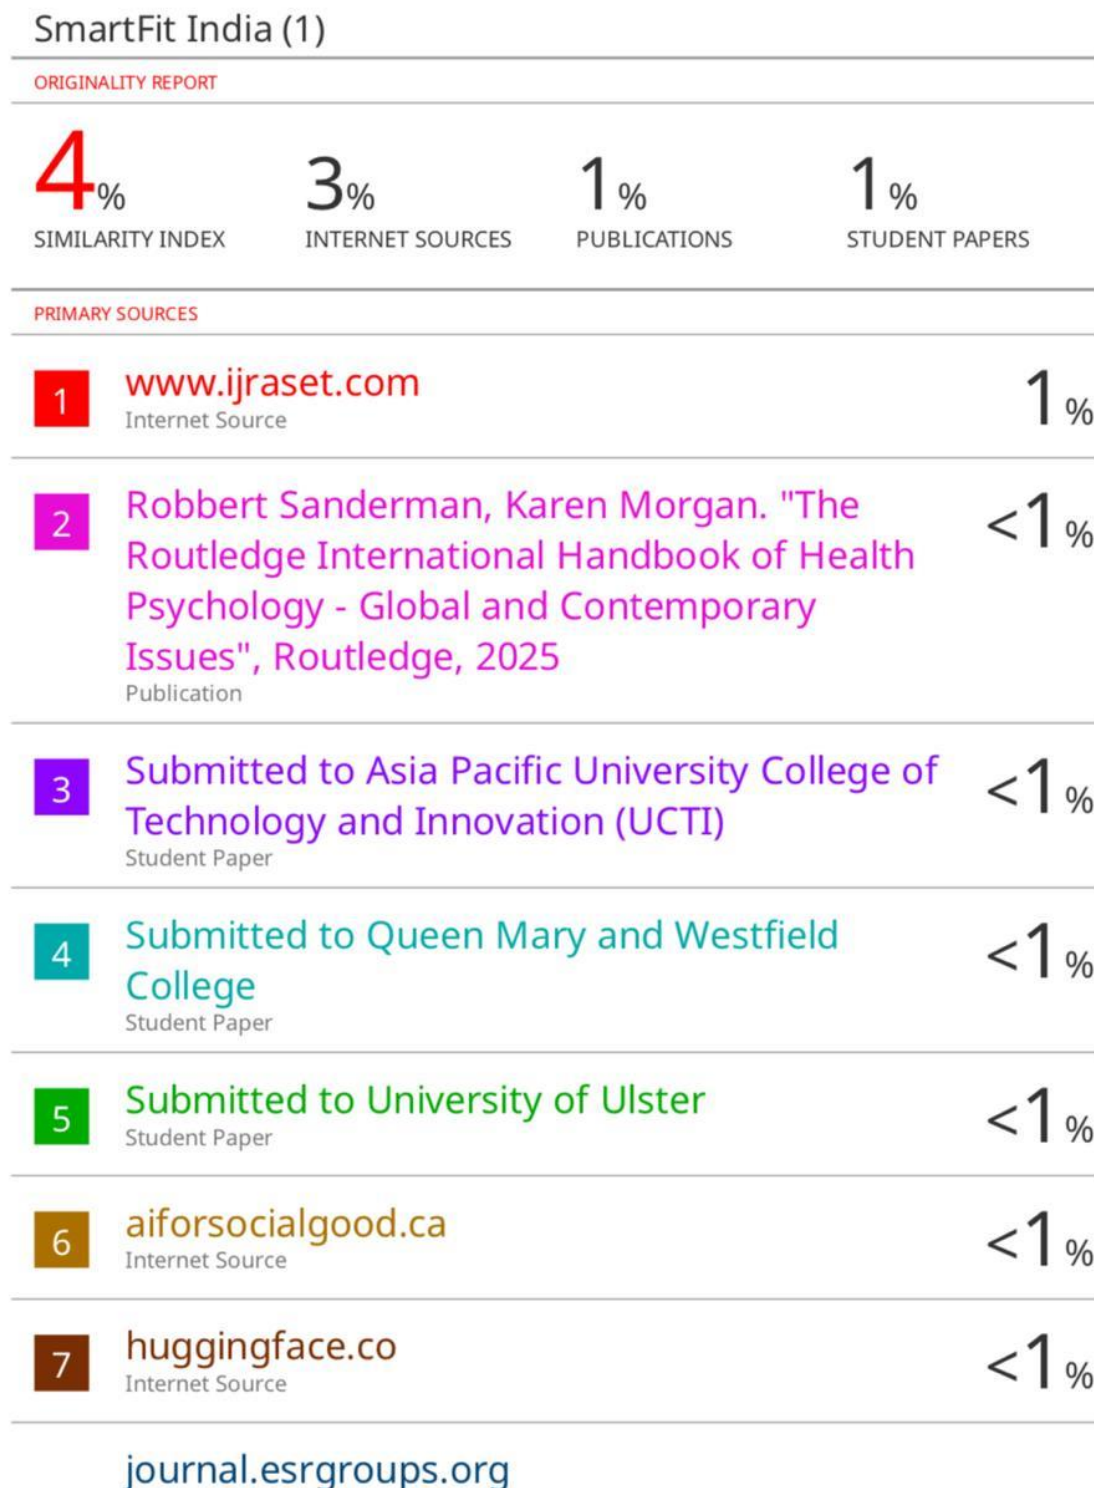 SmartFit India (1)
ORIGINALITY REPORT
4% 3% 1% 1%
SIMILARITY INDEX INTERNET SOURCES PUBLICATIONS STUDENT PAPERS
PRIMARY SOURCES
1 www.ijraset.com 1%
Internet Source
2 Robbert Sanderman, Karen Morgan. "The <1%
Routledge International Handbook of Health
Psychology - Global and Contemporary
Issues", Routledge, 2025
Publication
3 Submitted to Asia Pacific University College of <1%
Technology and Innovation (UCTI)
Student Paper
4 Submitted to Queen Mary and Westfield <1%
College
Student Paper
5 Submitted to University of Ulster <1%
Student Paper
6 aiforsocialgood.ca <1%
Internet Source
7 huggingface.co <1%
Internet Source
journal.esrgroups.org